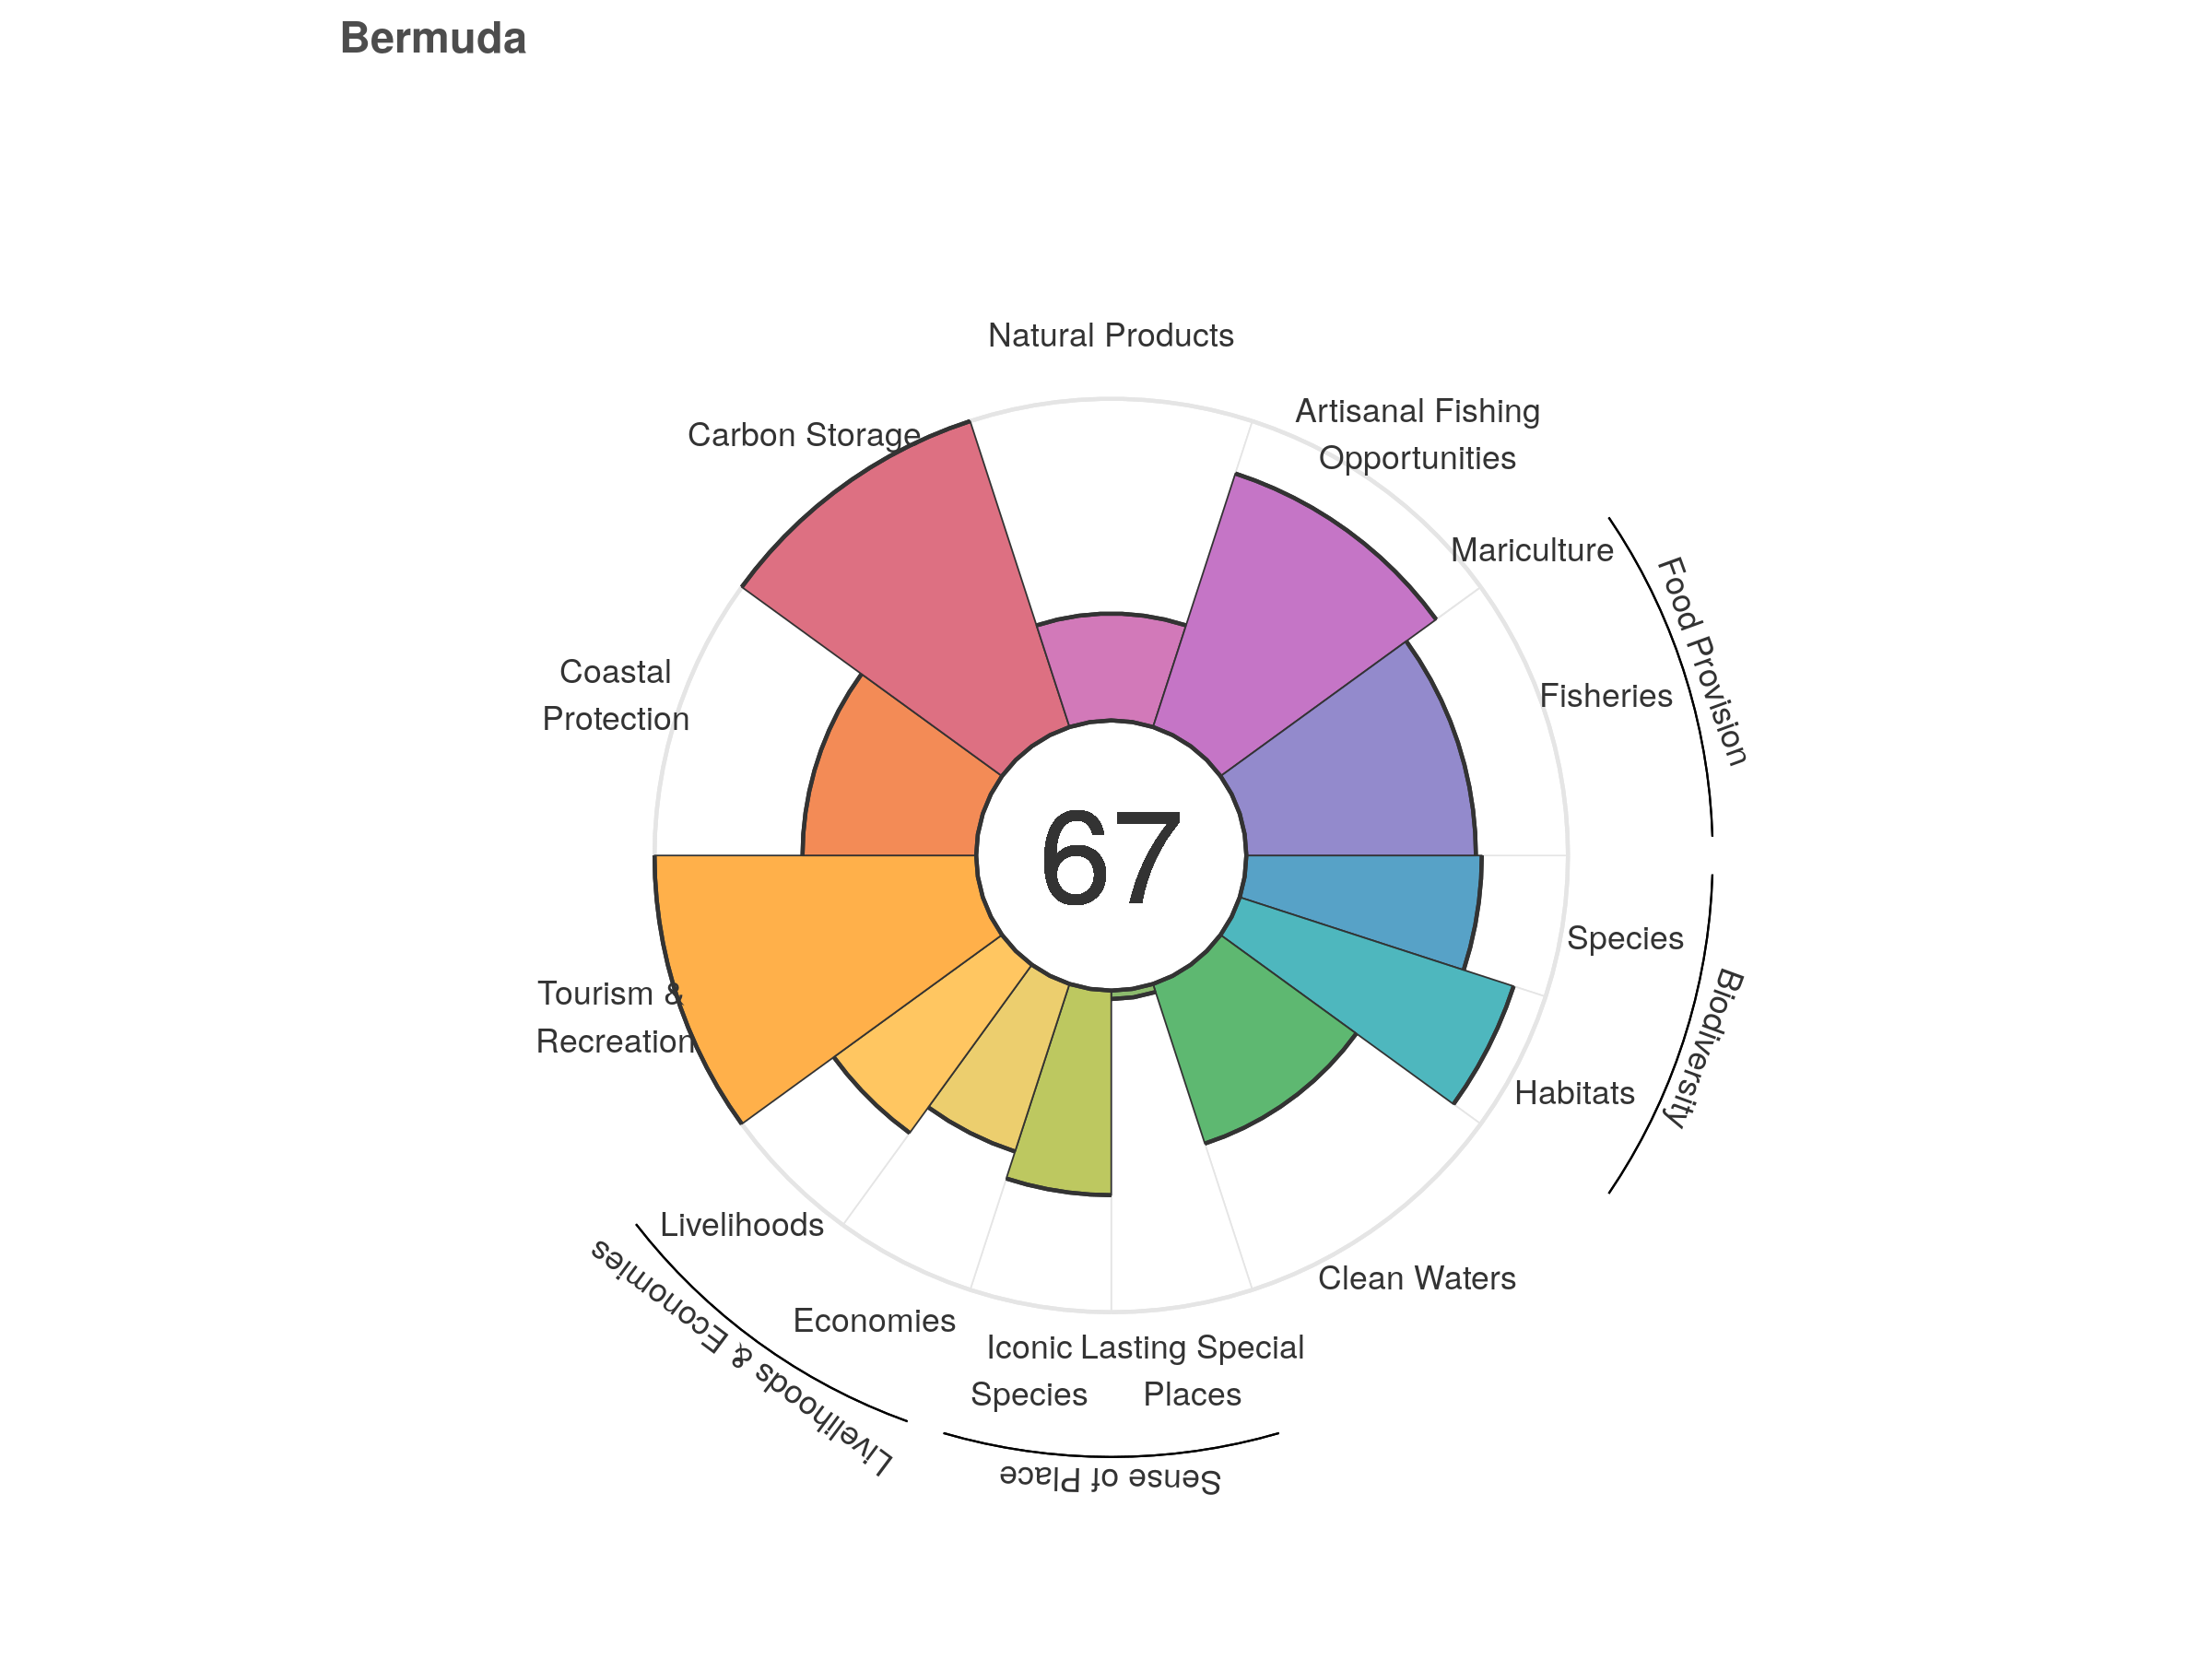 Bermuda
Natural Products
Artisanal Fishing
Opportunities
Carbon Storage
Mariculture
Food Provision
Fisheries
Coastal
Protection
67
Species
Biodiversity
Tourism &
Recreation
Habitats
Livelihoods
Clean Waters
Economies
Livelihoods & Economies
Iconic
Species
Lasting Special
Places
Sense of Place